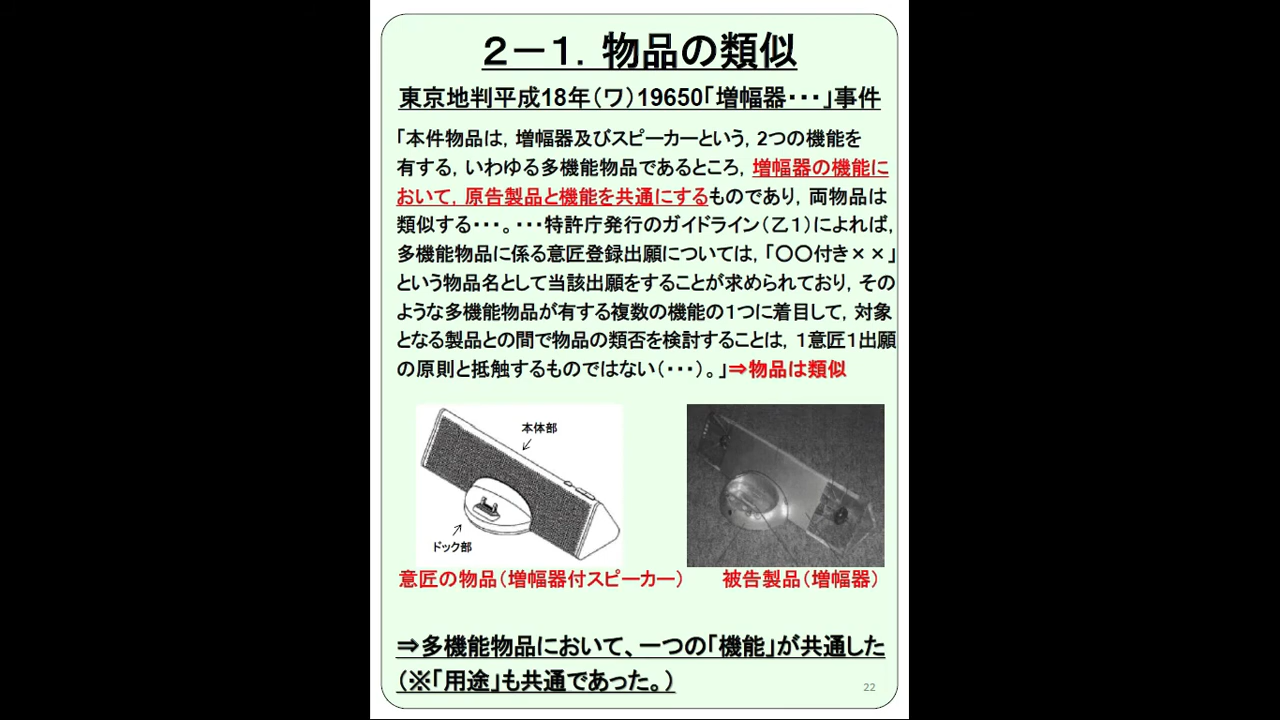 ２－１．物品の類似
東京地判平成18年（ワ）19650「増幅器・・・」事件
「本件物品は，増幅器及びスピーカーという，2つの機能を
有する，いわゆる多機能物品であるところ，増幅器の機能に
おいて，原告製品と機能を共通にするものであり，両物品は
類似する・・・。・・・特許庁発行のガイドライン（乙１）によれば，
多機能物品に係る意匠登録出願については，「〇〇付き××」
という物品名として当該出願をすることが求められており，その
ような多機能物品が有する複数の機能の１つに着目して，対象
となる製品との間で物品の類否を検討することは，１意匠１出願
の原則と抵触するものではない（・・・）。」⇒物品は類似
本体部
ドック部
意匠の物品（増幅器付スピーカー）
被告製品（増幅器）
⇒多機能物品において、一つの「機能」が共通した
（※「用途」も共通であった。）
22